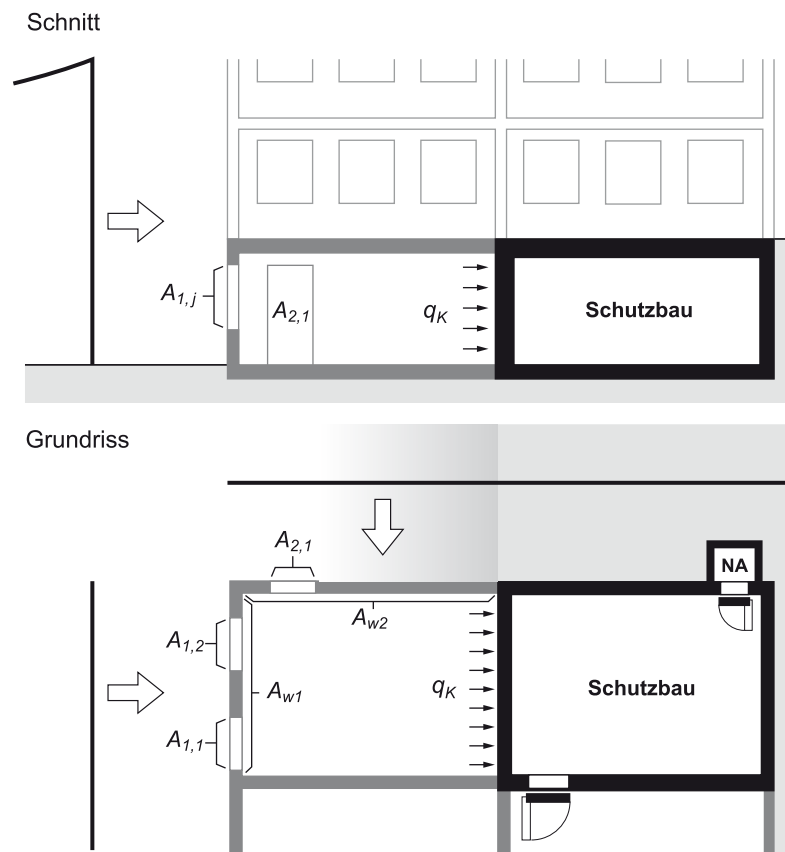 Schnitt
A1,j
A2,1
qK
Schutzbau
Grundriss
A2,1
NA
Aw2
A1,2
Aw1
qK
Schutzbau
A1,1